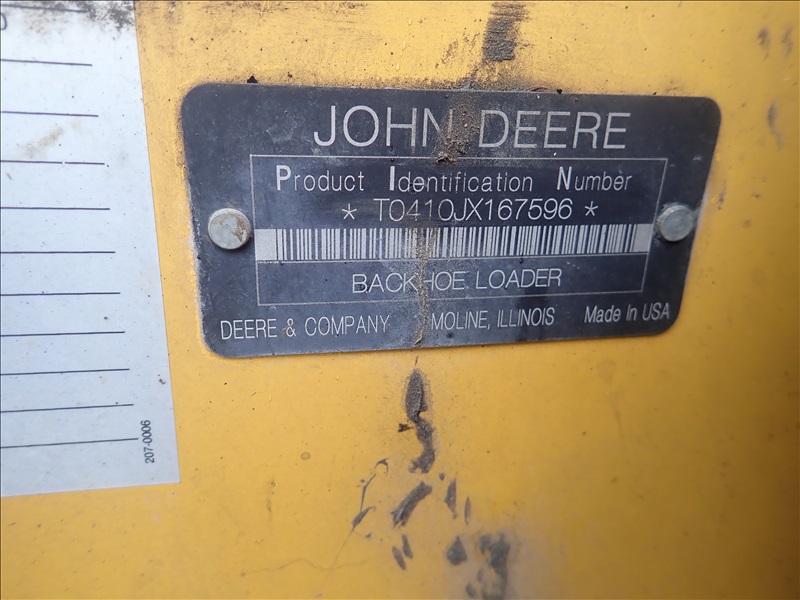 JOHN DEERE
Product Identification Number
* T0410JX167596 *
BACKHOE LOADER
DEERE & COMPANY MOLINE, ILLINOIS Made In USA
207-0006